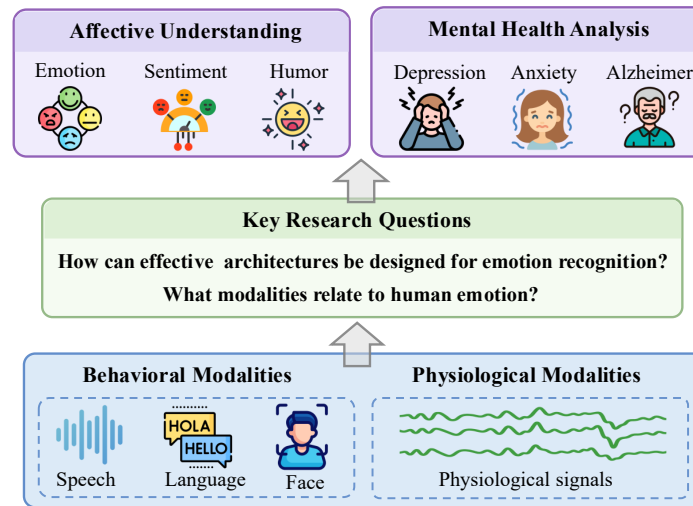 Affective Understanding
Emotion
Sentiment
Humor
Mental Health Analysis
Depression
Anxiety
Alzheimer
? ?
Key Research Questions
How can effective architectures be designed for emotion recognition?
What modalities relate to human emotion?
Behavioral Modalities
HOLA
HELLO
Speech
Language
Face
Physiological Modalities
Physiological signals